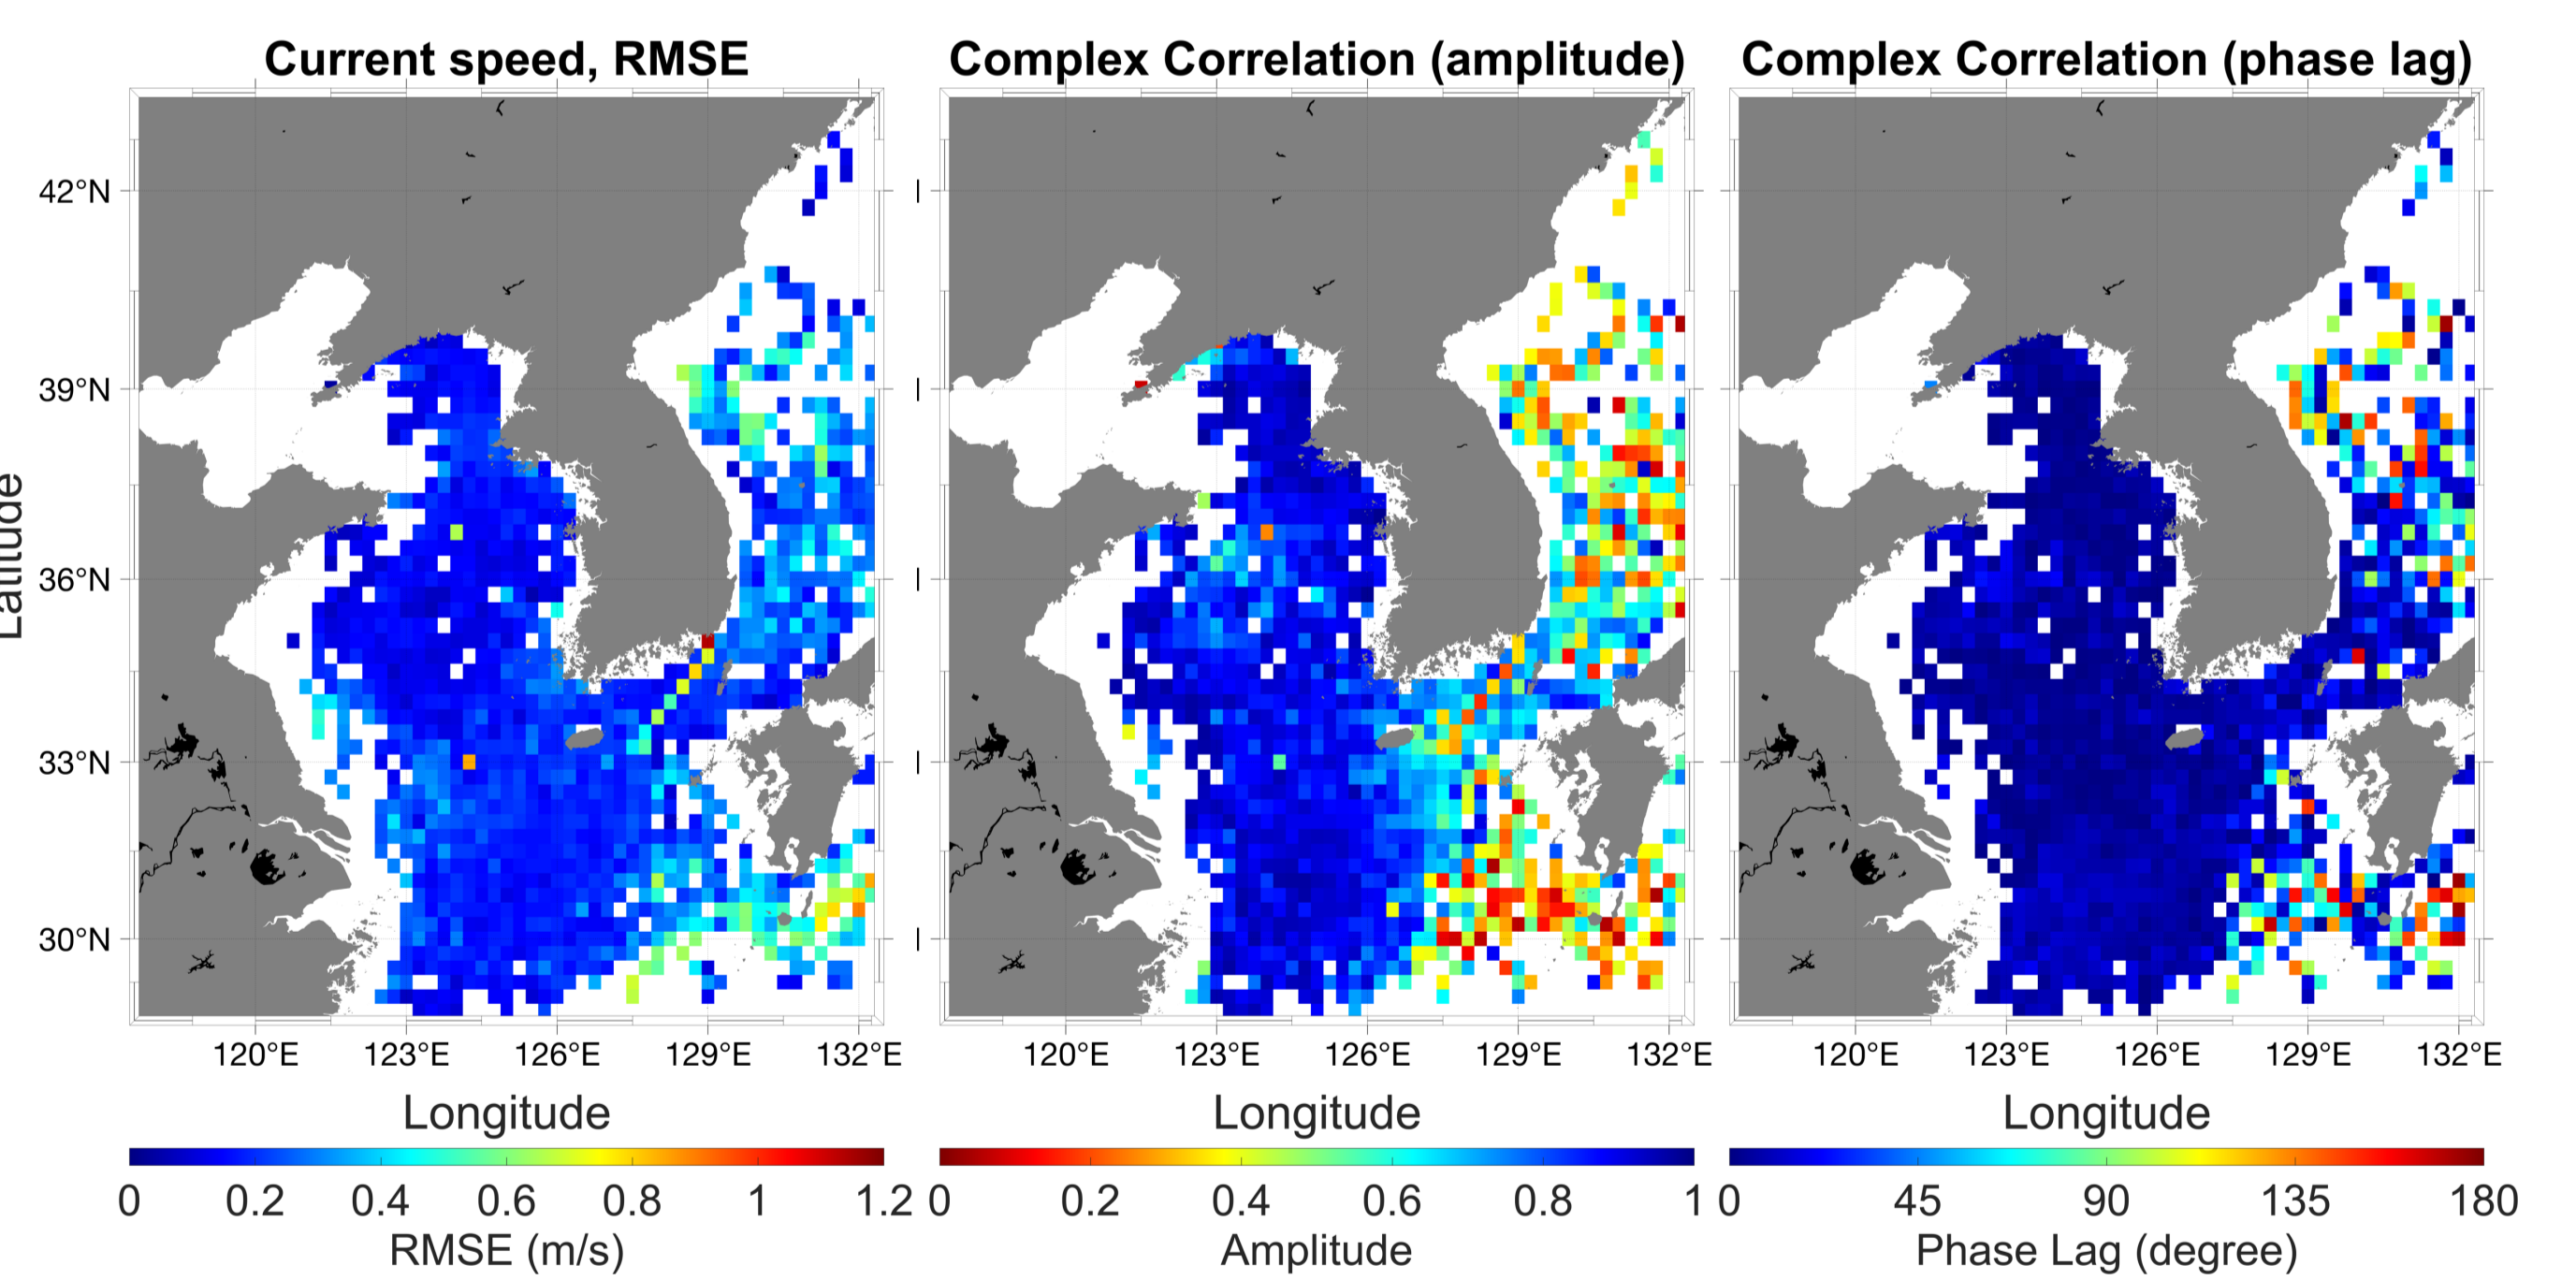 Current speed, RMSE
Complex Correlation (amplitude)
Complex Correlation (phase lag)
42°N
39°N
36°N
33°N
30°N
Latitude
120°E 123°E 126°E 129°E 132°E
120°E 123°E 126°E 129°E 132°E
120°E 123°E 126°E 129°E 132°E
Longitude
Longitude
Longitude
0 0.2 0.4 0.6 0.8 1 1.2
0 0.2 0.4 0.6 0.8 1
0 45 90 135 180
RMSE (m/s)
Amplitude
Phase Lag (degree)